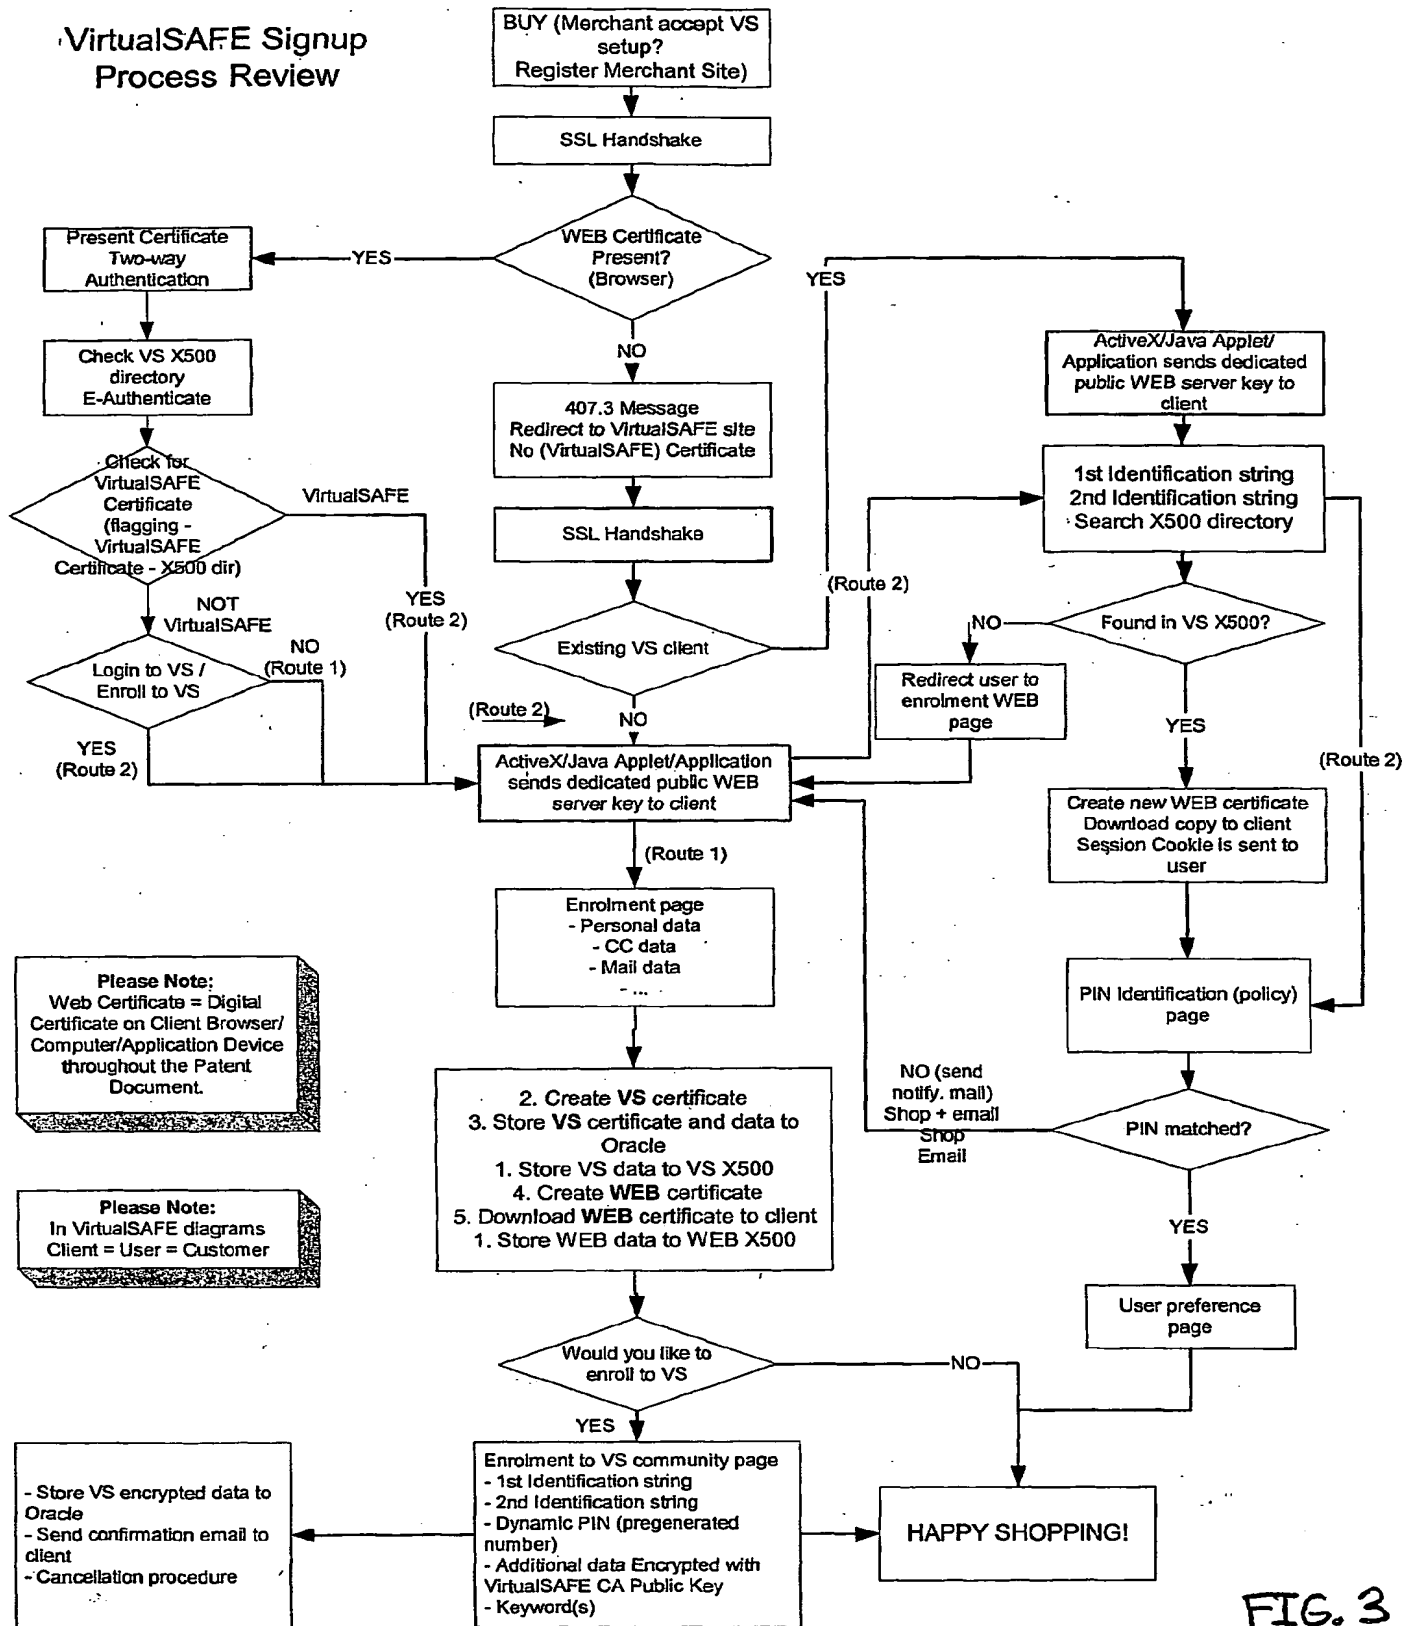 VirtualSAFE Signup
Process Review
BUY (Merchant accept VS
setup?
Register Merchant Site)
SSL Handshake
WEB Certificate
Present?
(Browser)
YES
Present Certificate
Two-way
Authentication
Check VS X500
directory
E-Authenticate
Check for
VirtualSAFE
Certificate
(flagging -
VirtualSAFE
Certificate - X500 dir)
VirtualSAFE
YES
(Route 2)
NOT
VirtualSAFE
Login to VS /
Enroll to VS
NO
(Route 1)
YES
(Route 2)
NO
407.3 Message
Redirect to VirtualSAFE site
No (VirtualSAFE) Certificate
SSL Handshake
Existing VS client
YES
(Route 2)
NO
(Route 2)
ActiveX/Java Applet/Application
sends dedicated public WEB
server key to client
(Route 1)
ActiveX/Java Applet/
Application sends dedicated
public WEB server key to
client
1st Identification string
2nd Identification string
Search X500 directory
Found in VS X500?
NO
Redirect user to
enrolment WEB
page
YES
(Route 2)
Create new WEB certificate
Download copy to client
Session Cookie is sent to
user
PIN Identification (policy)
page
PIN matched?
NO (send
notify. mail)
Shop + email
Shop
Email
YES
User preference
page
Enrolment page
- Personal data
- CC data
- Mail data
- ...
Please Note:
Web Certificate = Digital
Certificate on Client Browser/
Computer/Application Device
throughout the Patent
Document.
Please Note:
In VirtualSAFE diagrams
Client = User = Customer
2. Create VS certificate
3. Store VS certificate and data to
Oracle
1. Store VS data to VS X500
4. Create WEB certificate
5. Download WEB certificate to client
1. Store WEB data to WEB X500
Would you like to
enroll to VS
NO
YES
- Store VS encrypted data to
Oracle
- Send confirmation email to
client
- Cancellation procedure
Enrolment to VS community page
- 1st Identification string
- 2nd Identification string
- Dynamic PIN (pregenerated
number)
- Additional data Encrypted with
VirtualSAFE CA Public Key
- Keyword(s)
HAPPY SHOPPING!
FIG. 3